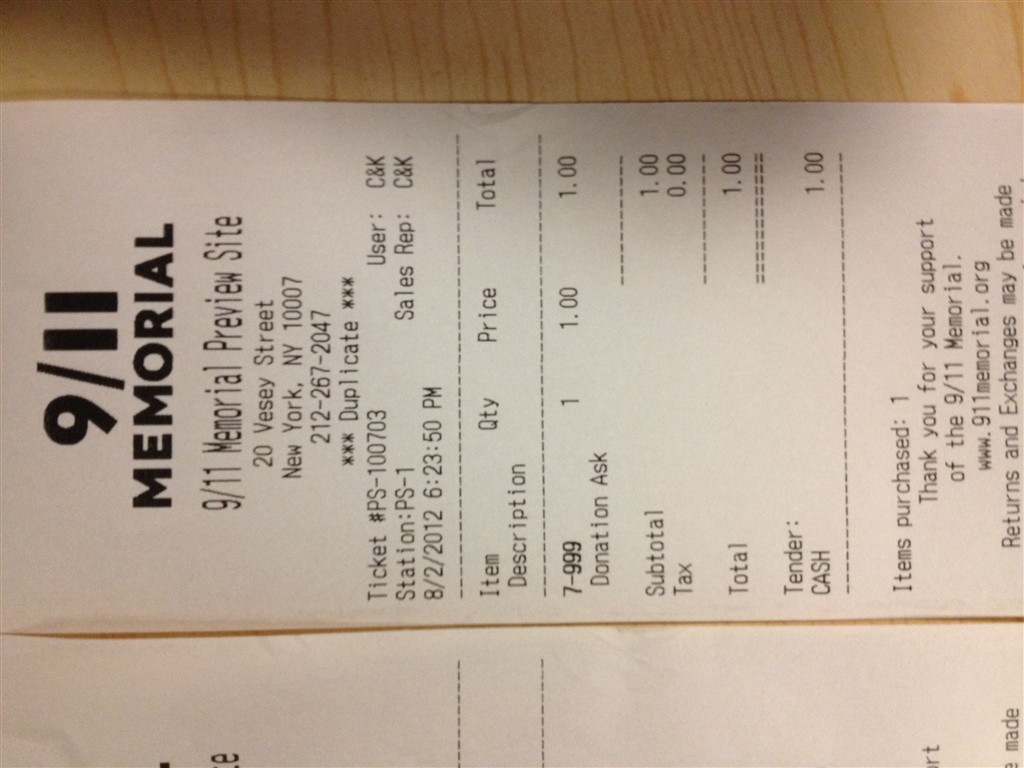 9/11
MEMORIAL
9/11 Memorial Preview Site
20 Vesey Street
New York, NY 10007
212-267-2047
*** Duplicate ***
Ticket #PS-100703 User: C&K
Station:PS-1 Sales Rep: C&K
8/2/2012 6:23:50 PM
Item Qty Price Total
Description
7-999 1 1.00 1.00
Donation Ask
Subtotal 1.00
Tax 0.00
Total 1.00
Tender:
CASH 1.00
Items purchased: 1
Thank you for your support
of the 9/11 Memorial.
www.911memorial.org
Returns and Exchanges may be made
te
rt
e made